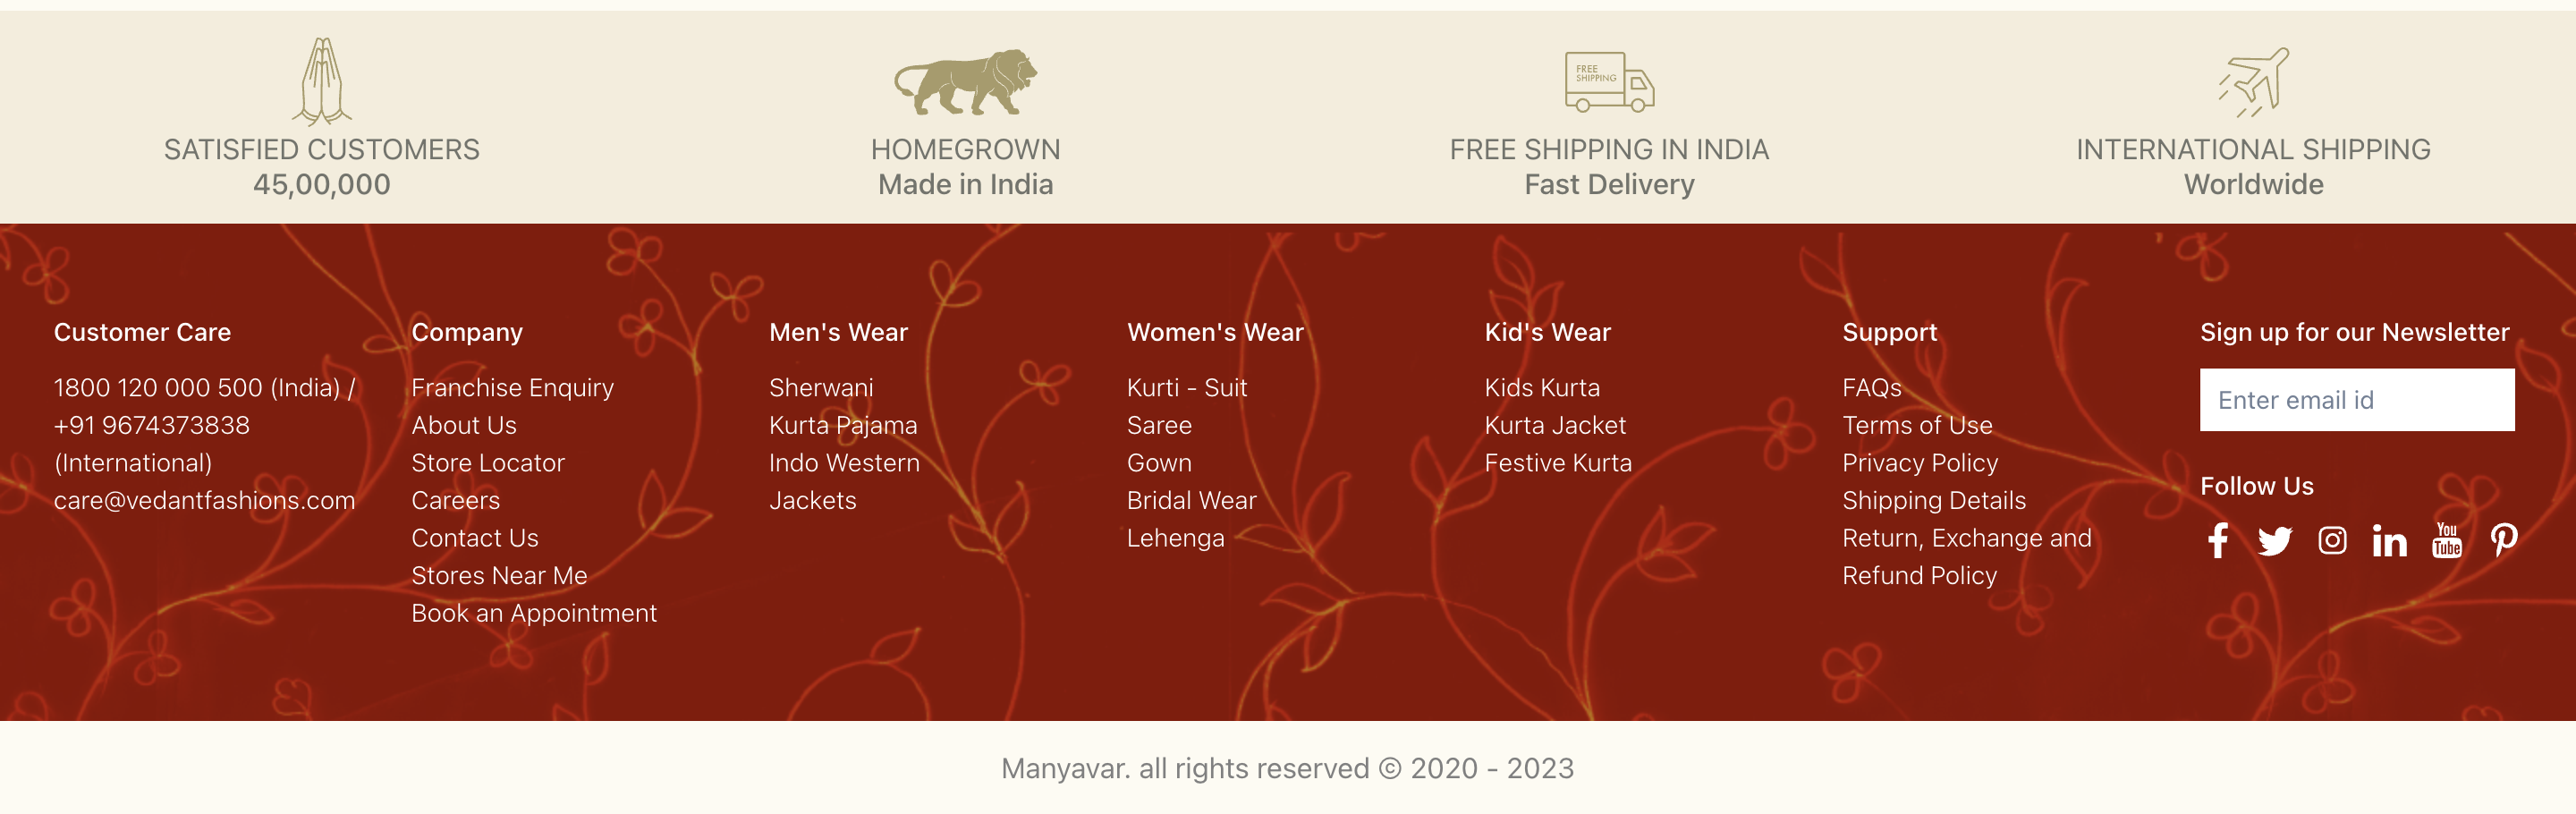 FREE
SHIPPING
SATISFIED CUSTOMERS
45,00,000
HOMEGROWN
Made in India
FREE SHIPPING IN INDIA
Fast Delivery
INTERNATIONAL SHIPPING
Worldwide
Customer Care
1800 120 000 500 (India) /
+91 9674373838
(International)
care@vedantfashions.com
Company
Franchise Enquiry
About Us
Store Locator
Careers
Contact Us
Stores Near Me
Book an Appointment
Men's Wear
Sherwani
Kurta Pajama
Indo Western
Jackets
Women's Wear
Kurti - Suit
Saree
Gown
Bridal Wear
Lehenga
Kid's Wear
Kids Kurta
Kurta Jacket
Festive Kurta
Support
FAQs
Terms of Use
Privacy Policy
Shipping Details
Return, Exchange and
Refund Policy
Sign up for our Newsletter
Enter email id
Follow Us
You
Tube
Manyavar. all rights reserved © 2020 - 2023